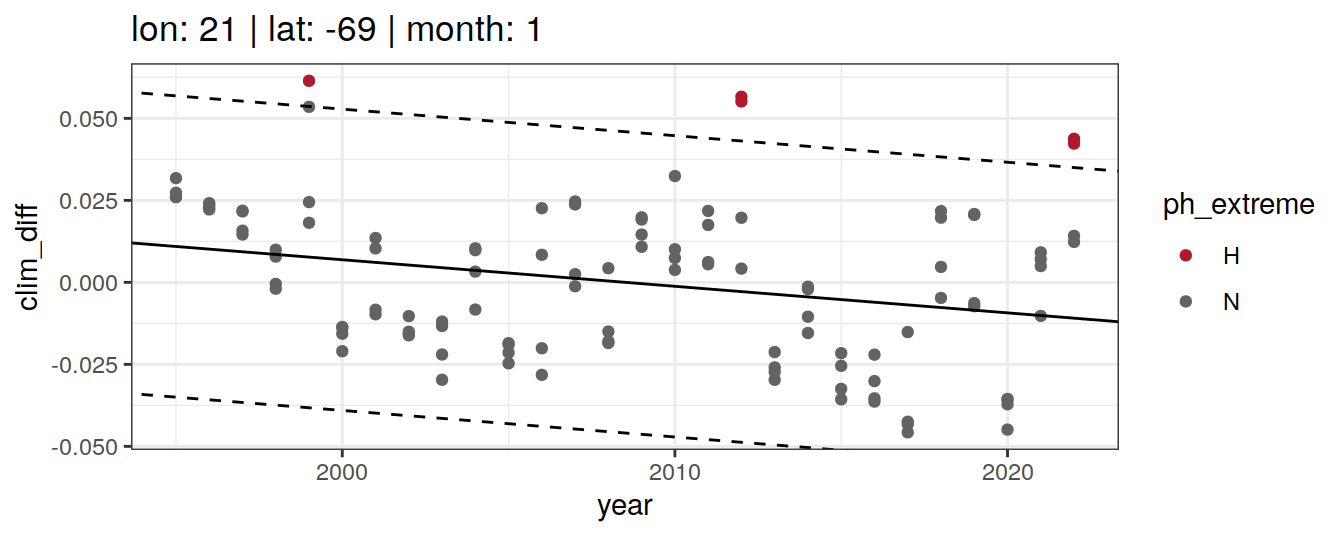 lon: 21 | lat: -69 | month: 1
clim_diff
0.050
0.025
0.000
-0.025
-0.050
2000 2010 2020
year
ph_extreme
H
N